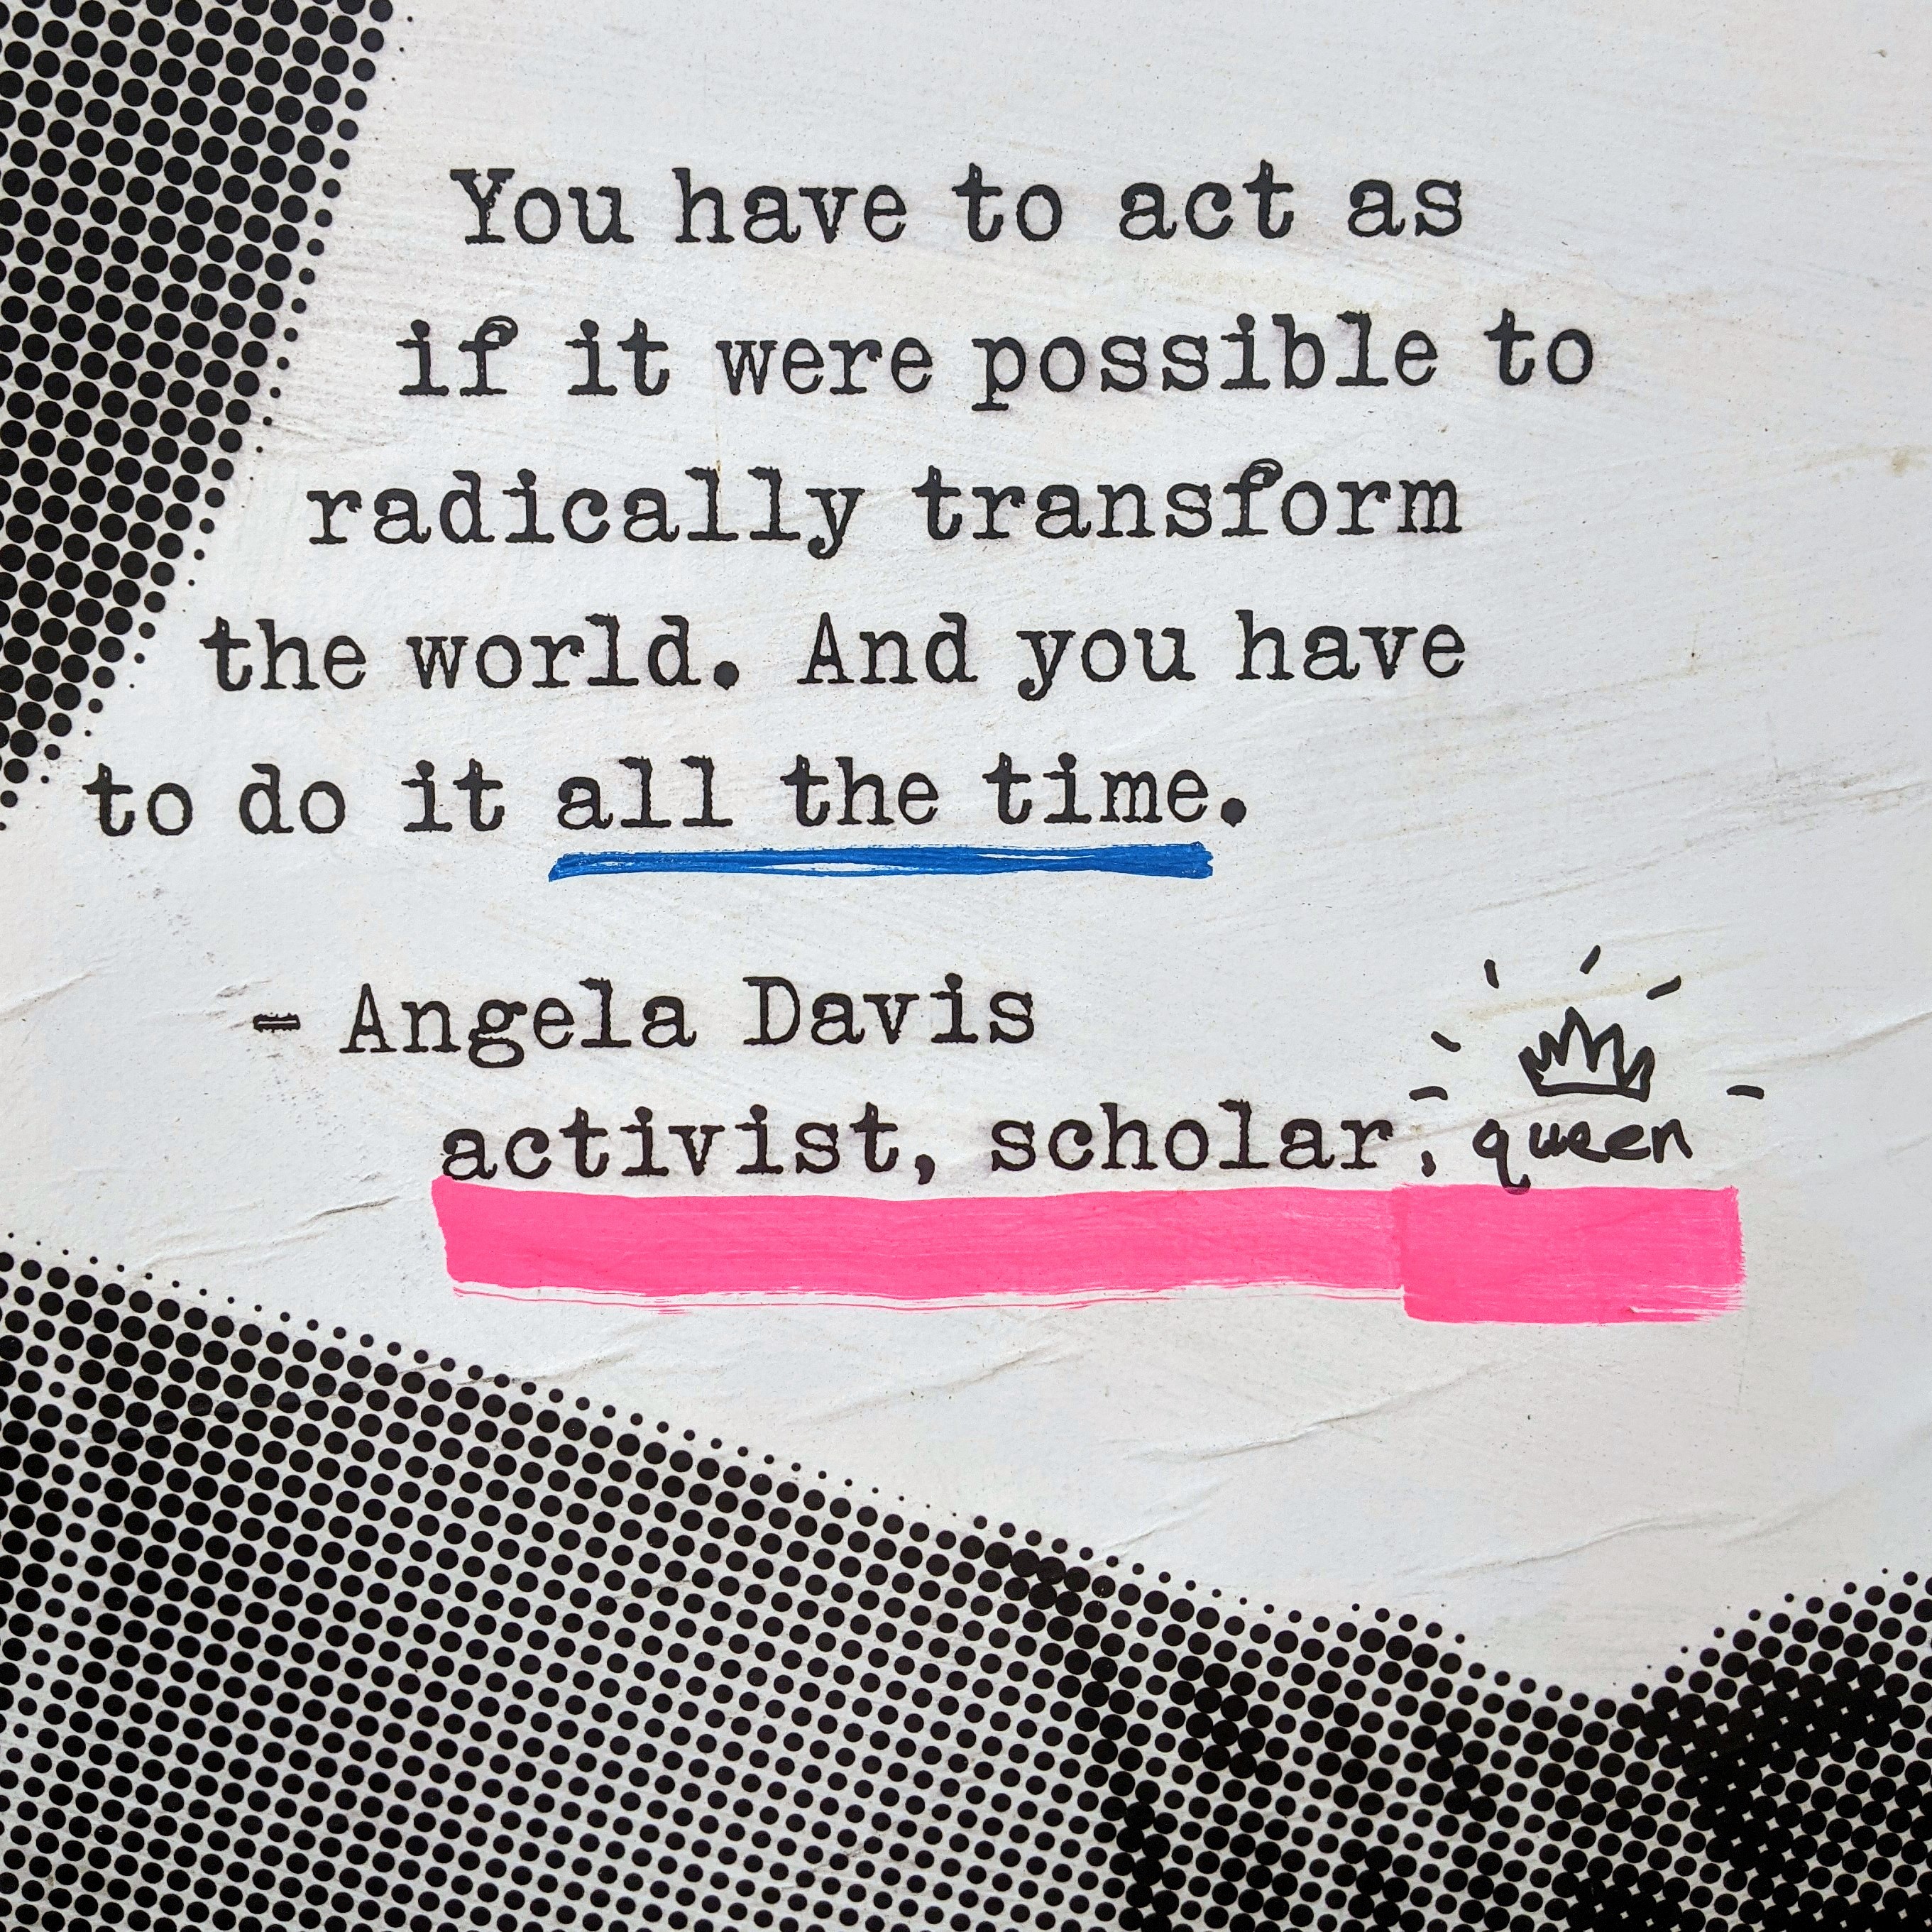 You have to act as
if it were possible to
radically transform
the world. And you have
to do it all the time.
- Angela Davis
activist, scholar, queen